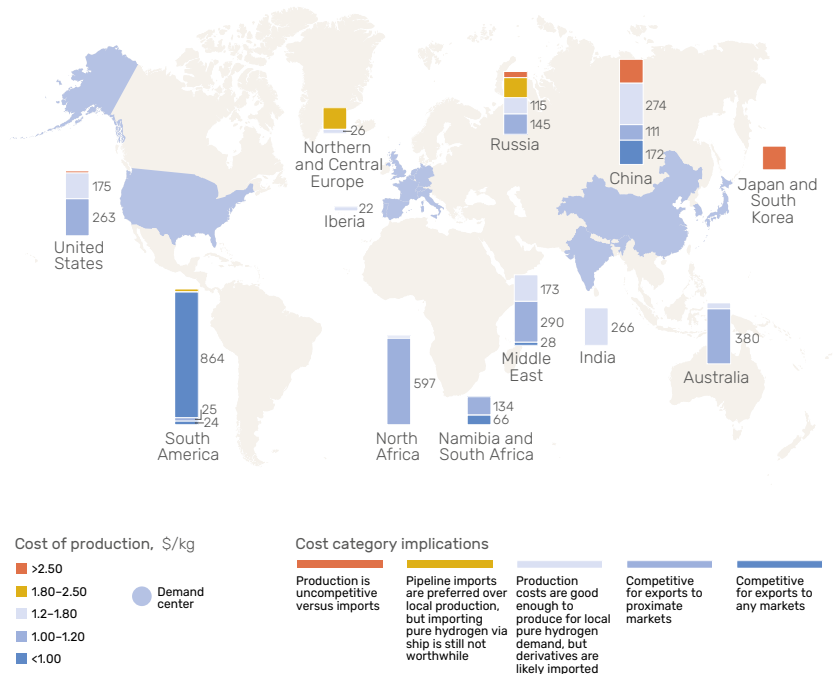 26
Northern
and Central
Europe
115
145
Russia
274
111
172
China
Japan and
South
Korea
175
263
United
States
22
Iberia
864
25
24
South
America
597
North
Africa
134
66
Namibia and
South Africa
173
290
28
Middle
East
266
India
380
Australia
Cost of production, $/kg
>2.50
1.80–2.50
1.2–1.80
1.00–1.20
<1.00
Demand
center
Cost category implications
Production is
uncompetitive
versus imports
Pipeline imports
are preferred over
local production,
but importing
pure hydrogen via
ship is still not
worthwhile
Production
costs are good
enough to
produce for local
pure hydrogen
demand, but
derivatives are
likely imported
Competitive
for exports to
proximate
markets
Competitive
for exports to
any markets